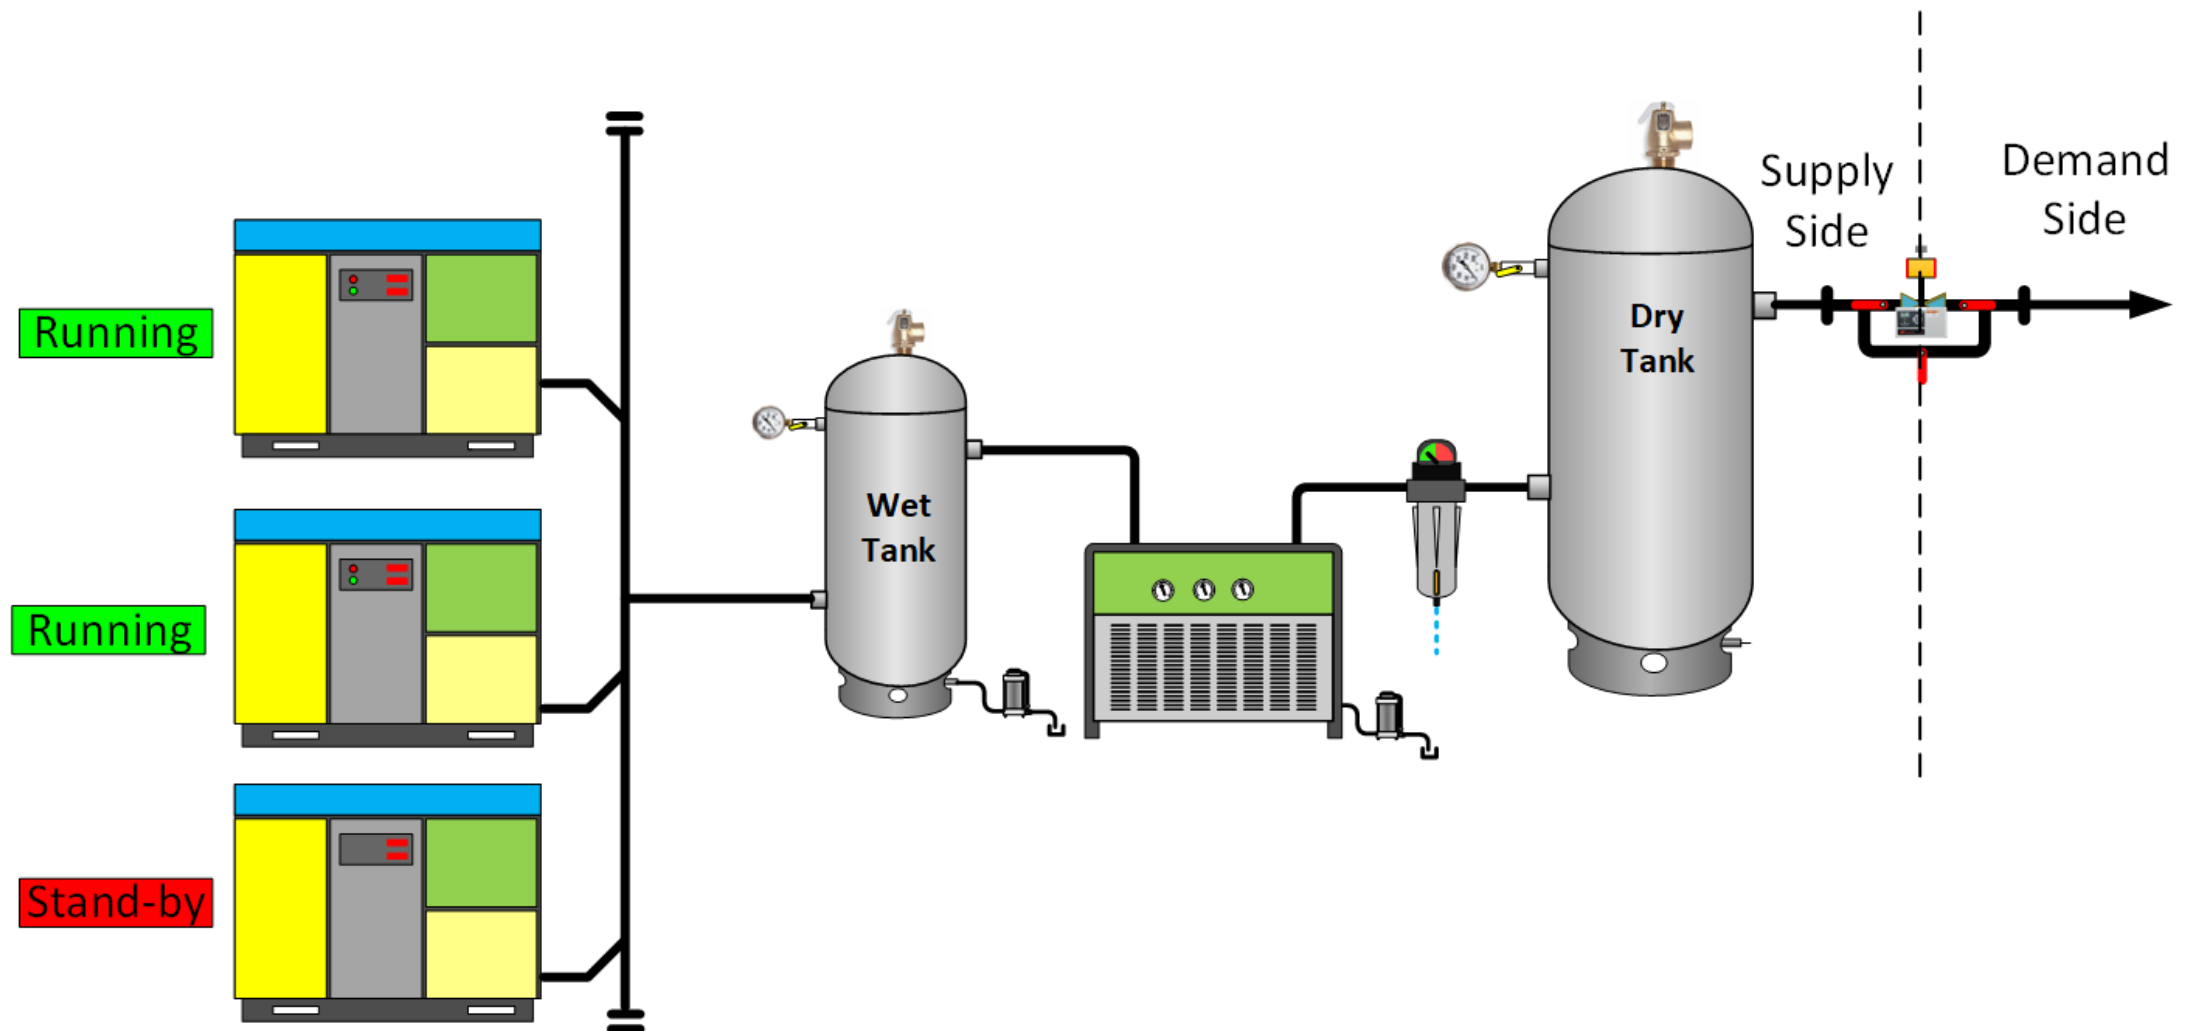 Running
Running
Stand-by
Wet
Tank
Dry
Tank
Supply
Side
Demand
Side